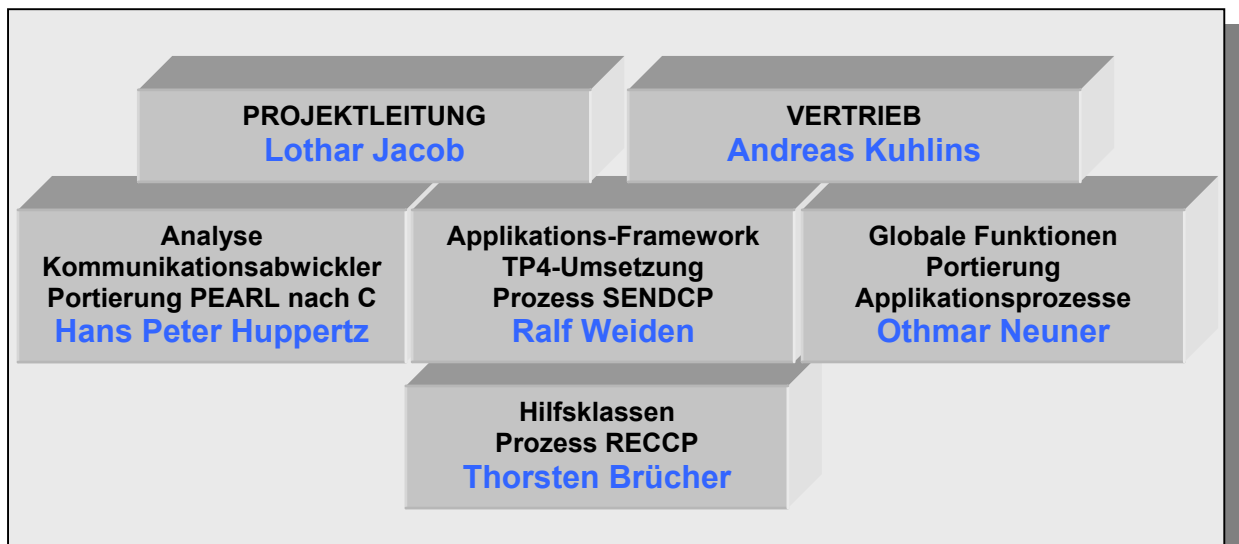 PROJEKTLEITUNG
Lothar Jacob
VERTRIEB
Andreas Kuhlins
Analyse
Kommunikationsabwickler
Portierung PEARL nach C
Hans Peter Huppertz
Applikations-Framework
TP4-Umsetzung
Prozess SENDCP
Ralf Weiden
Globale Funktionen
Portierung
Applikationsprozesse
Othmar Neuner
Hilfsklassen
Prozess RECCP
Thorsten Brücher